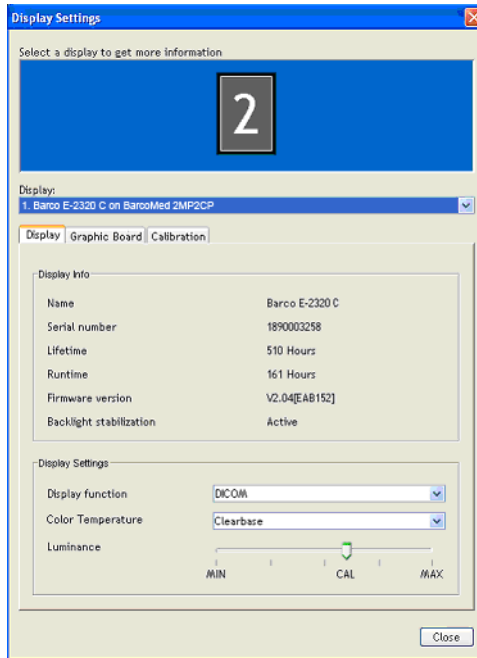 Display Settings
Select a display to get more information
2
Display:
1. Barco E-2320 C on BarcoMed 2MP2CP
Display Graphic Board Calibration
Display Info
Name Barco E-2320 C
Serial number 1890003258
Lifetime 510 Hours
Runtime 161 Hours
Firmware version V2.04[EAB152]
Backlight stabilization Active
Display Settings
Display function DICOM
Color Temperature Clearbase
Luminance
MIN CAL MAX
Close